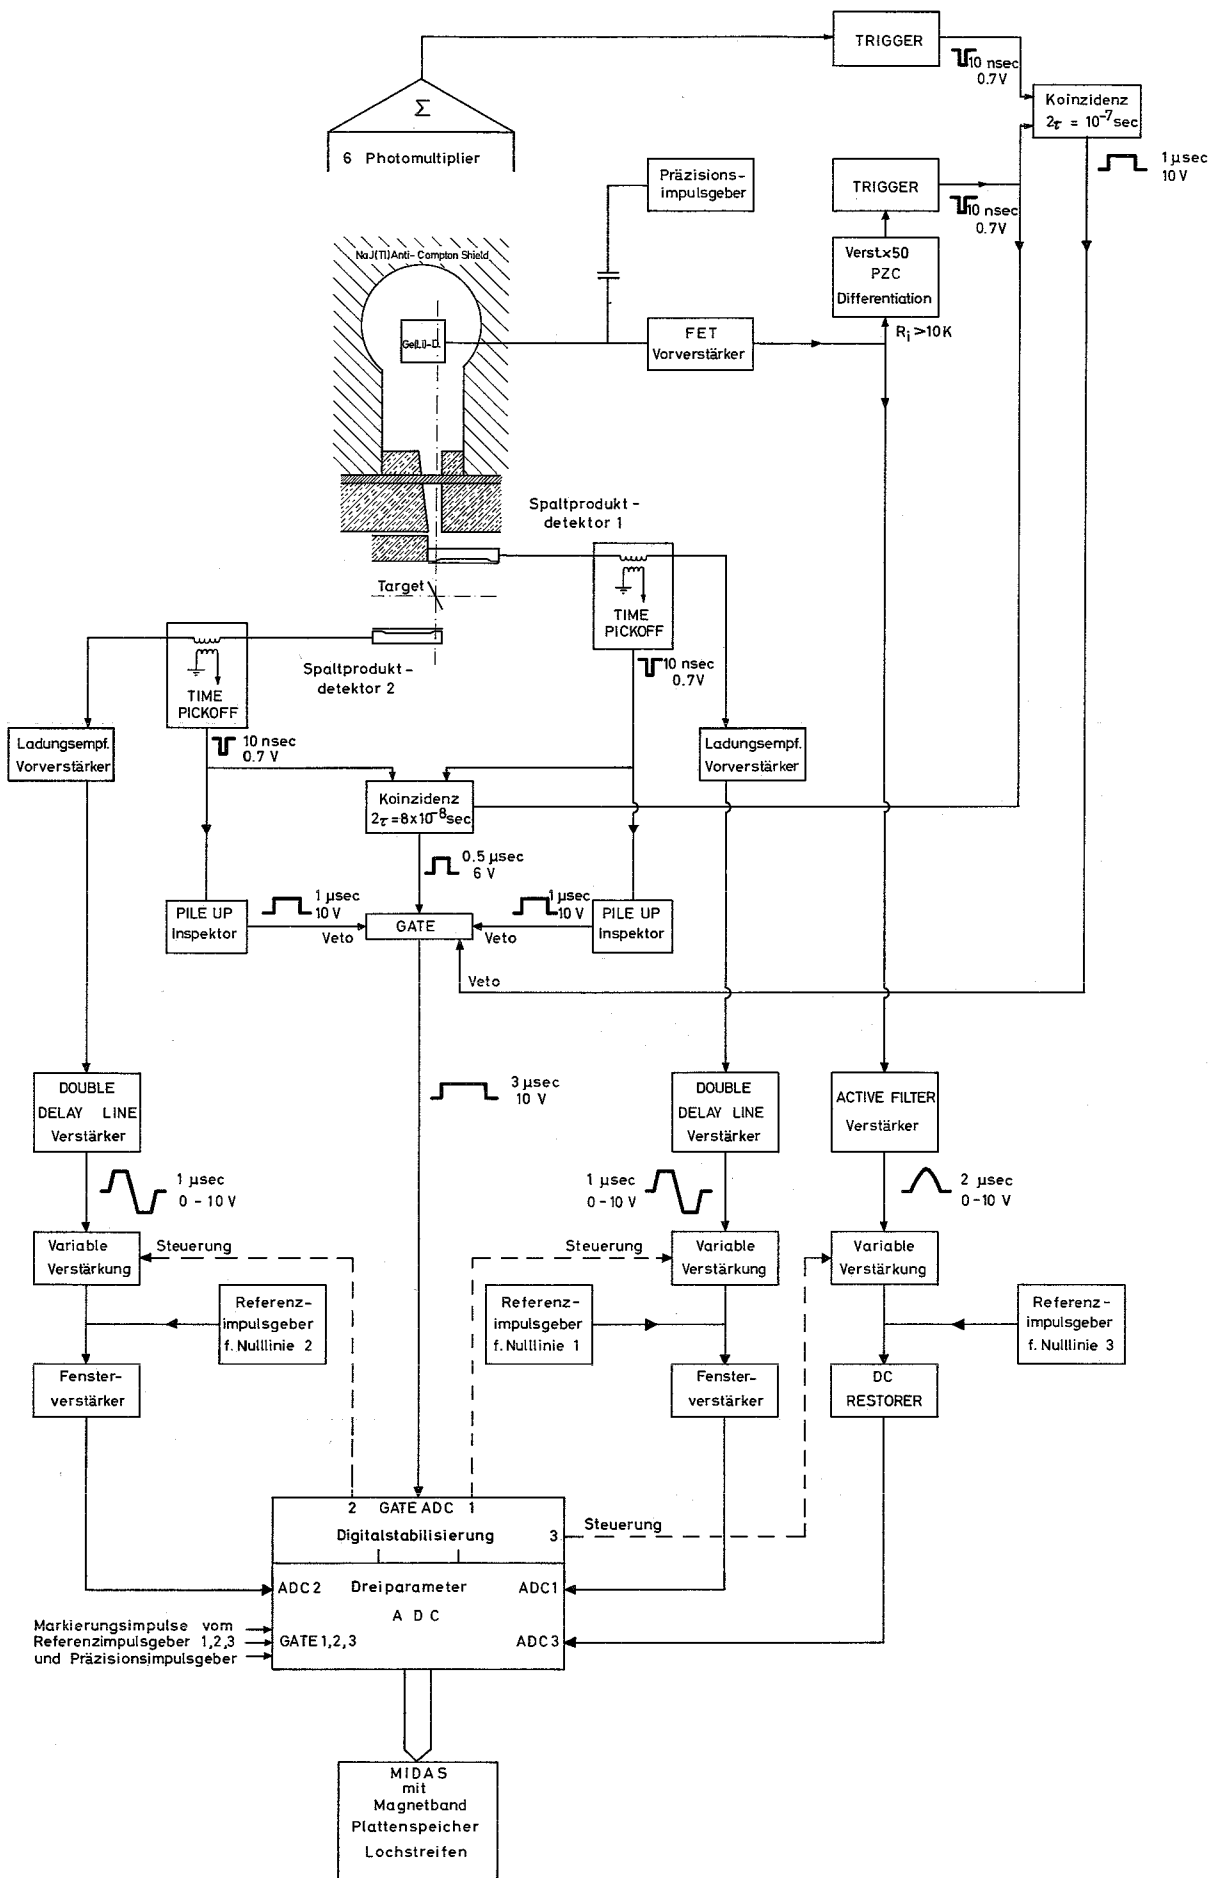 TRIGGER
10 nsec
0.7 V
Σ
6 Photomultiplier
Koinzidenz
2τ = 10⁻⁷ sec
1 µsec
10 V
Präzisions-
impulsgeber
TRIGGER
10 nsec
0.7V
NaJ(Tl) Anti-Compton Shield
Verst.x50
PZC
Differentiation
Ge(Li)-D.
FET
Vorverstärker
Ri >10 K
Spaltprodukt-
detektor 1
Target
TIME
PICKOFF
10 nsec
0.7V
Spaltprodukt-
detektor 2
TIME
PICKOFF
10 nsec
0.7 V
Ladungsempf.
Vorverstärker
Ladungsempf.
Vorverstärker
Koinzidenz
2τ=8x10⁻⁸sec
0.5 µsec
6 V
PILE UP
Inspektor
1 µsec
10 V
Veto
GATE
1 µsec
10 V
Veto
PILE UP
Inspektor
Veto
DOUBLE
DELAY LINE
Verstärker
3 µsec
10 V
DOUBLE
DELAY LINE
Verstärker
ACTIVE FILTER
Verstärker
1 µsec
0 – 10 V
1 µsec
0 – 10 V
2 µsec
0 – 10 V
Variable
Verstärkung
Steuerung
Steuerung
Variable
Verstärkung
Variable
Verstärkung
Referenz-
impulsgeber
f. Nulllinie 2
Referenz-
impulsgeber
f. Nulllinie 1
Referenz-
impulsgeber
f. Nulllinie 3
Fenster-
verstärker
Fenster-
verstärker
DC
RESTORER
2 GATE ADC 1
Digitalstabilisierung 3
Steuerung
ADC 2 Dreiparameter ADC1
A D C
Markierungsimpulse vom
Referenzimpulsgeber 1,2,3
und Präzisionsimpulsgeber
GATE 1,2,3
ADC3
MIDAS
mit
Magnetband
Plattenspeicher
Lochstreifen